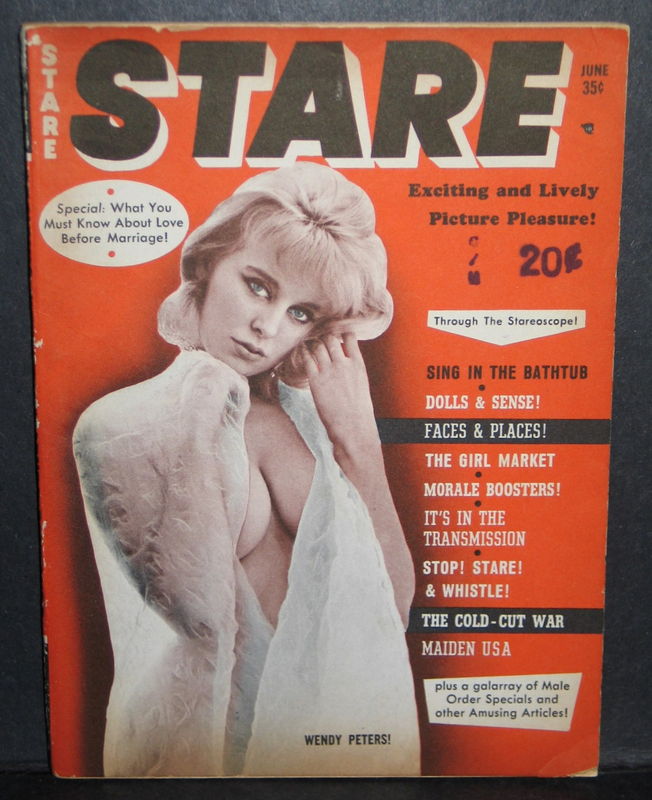 STARE
STARE
JUNE
35¢
Exciting and Lively
Picture Pleasure!
20¢
Special: What You
Must Know About Love
Before Marriage!
Through The Stareoscope!
SING IN THE BATHTUB
DOLLS & SENSE!
FACES & PLACES!
THE GIRL MARKET
MORALE BOOSTERS!
IT'S IN THE
TRANSMISSION
STOP! STARE!
& WHISTLE!
THE COLD-CUT WAR
MAIDEN USA
plus a galarray of Male
Order Specials and
other Amusing Articles!
WENDY PETERS!